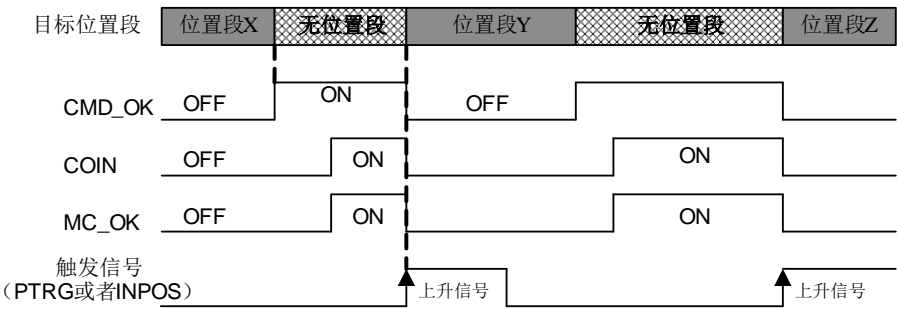 目标位置段 位置段X 无位置段 位置段Y 无位置段 位置段Z
CMD_OK OFF ON OFF
COIN OFF ON ON
MC_OK OFF ON ON
触发信号
（PTRG或者INPOS） 上升信号 上升信号